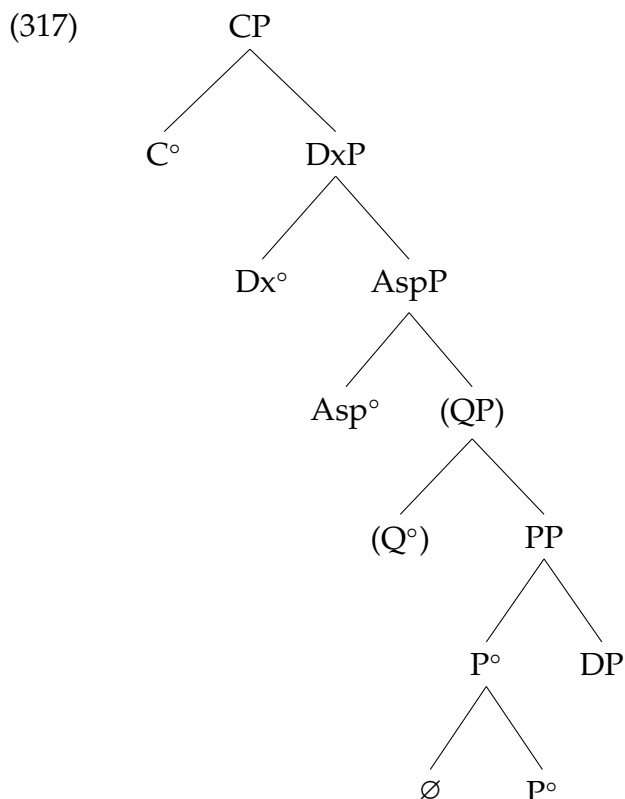 (317) CP
C° DxP
Dx° AspP
Asp° (QP)
(Q°) PP
P° DP
∅ P°